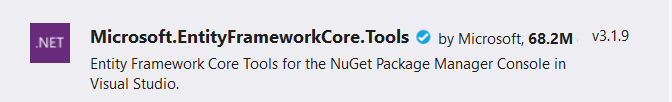 .NET
Microsoft.EntityFrameworkCore.Tools by Microsoft, 68.2M v3.1.9
Entity Framework Core Tools for the NuGet Package Manager Console in
Visual Studio.